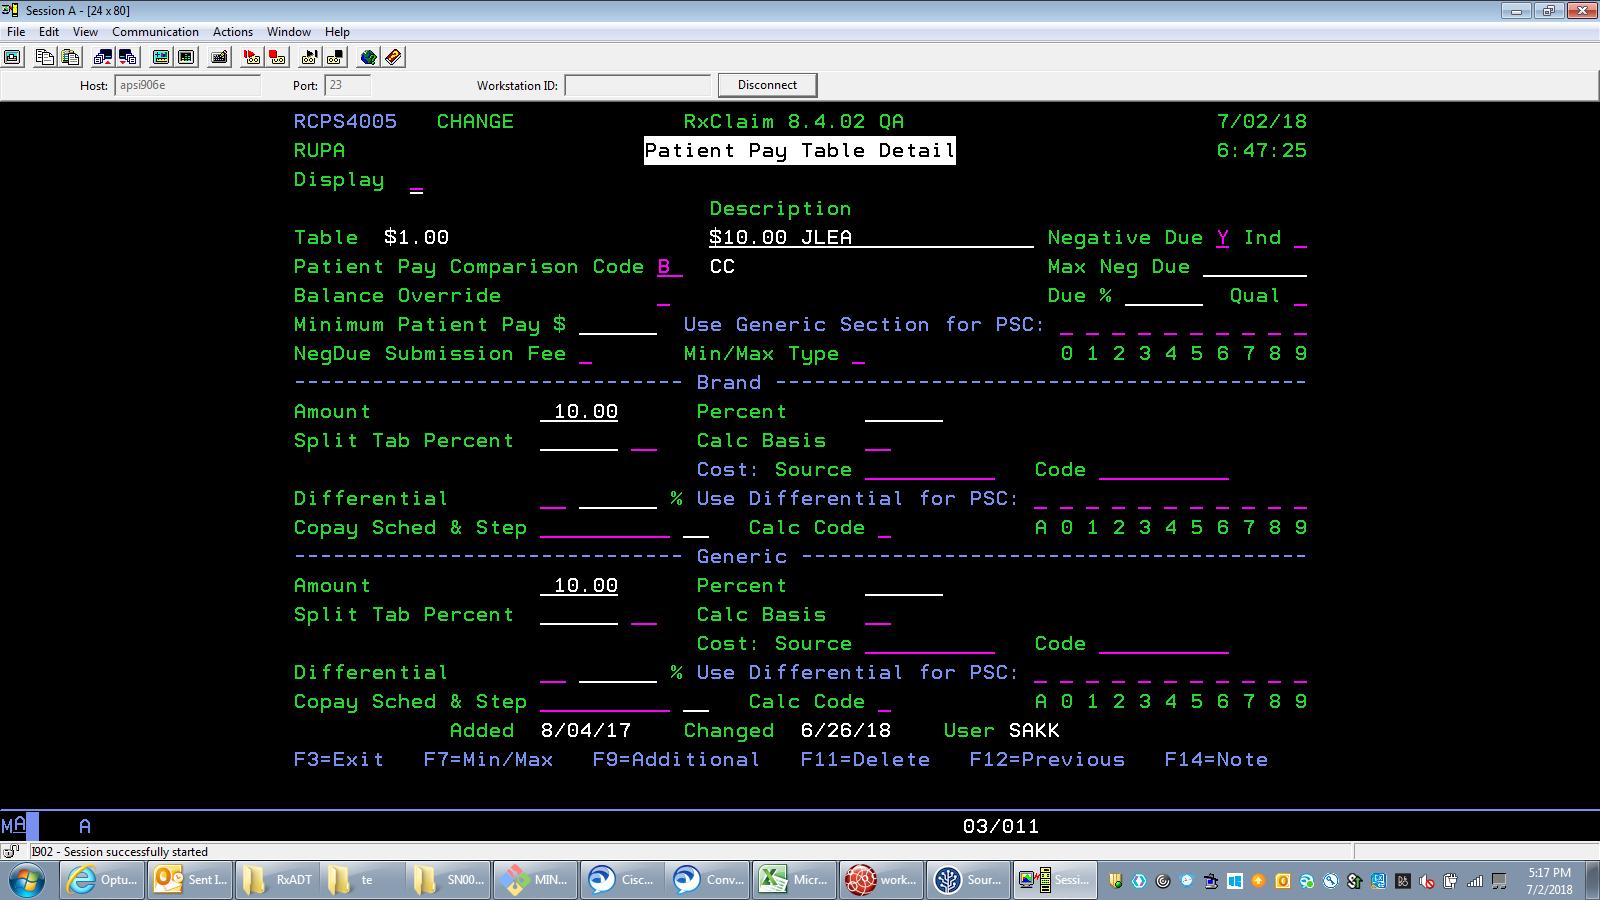 Session A - [24 x 80]
File Edit View Communication Actions Window Help
Host: apsi906e Port: 23 Workstation ID: Disconnect
RCPS4005 CHANGE RxClaim 8.4.02 QA 7/02/18
RUPA Patient Pay Table Detail 6:47:25
Display
Description
Table $1.00 $10.00 JLEA Negative Due Y Ind
Patient Pay Comparison Code B CC Max Neg Due
Balance Override Due % Qual
Minimum Patient Pay $ Use Generic Section for PSC:
NegDue Submission Fee Min/Max Type 0 1 2 3 4 5 6 7 8 9
------------------------------ Brand -----------------------------------------
Amount 10.00 Percent
Split Tab Percent Calc Basis
Cost: Source Code
Differential % Use Differential for PSC:
Copay Sched & Step Calc Code A 0 1 2 3 4 5 6 7 8 9
------------------------------ Generic ---------------------------------------
Amount 10.00 Percent
Split Tab Percent Calc Basis
Cost: Source Code
Differential % Use Differential for PSC:
Copay Sched & Step Calc Code A 0 1 2 3 4 5 6 7 8 9
Added 8/04/17 Changed 6/26/18 User SAKK
F3=Exit F7=Min/Max F9=Additional F11=Delete F12=Previous F14=Note
MA A 03/011
I902 - Session successfully started
Optu... Sent I... RxADT te SN00... MIN... Cisc... Conv... Micr... work... Sour... Sessi... 5:17 PM
7/2/2018